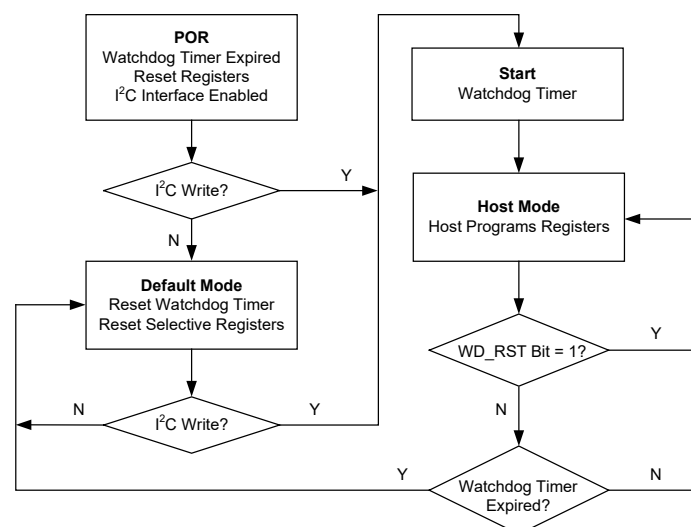 POR
Watchdog Timer Expired
Reset Registers
I²C Interface Enabled
I²C Write?
Y
N
Default Mode
Reset Watchdog Timer
Reset Selective Registers
N
I²C Write?
Y
Start
Watchdog Timer
Host Mode
Host Programs Registers
WD_RST Bit = 1?
Y
N
Y
Watchdog Timer
Expired?
N